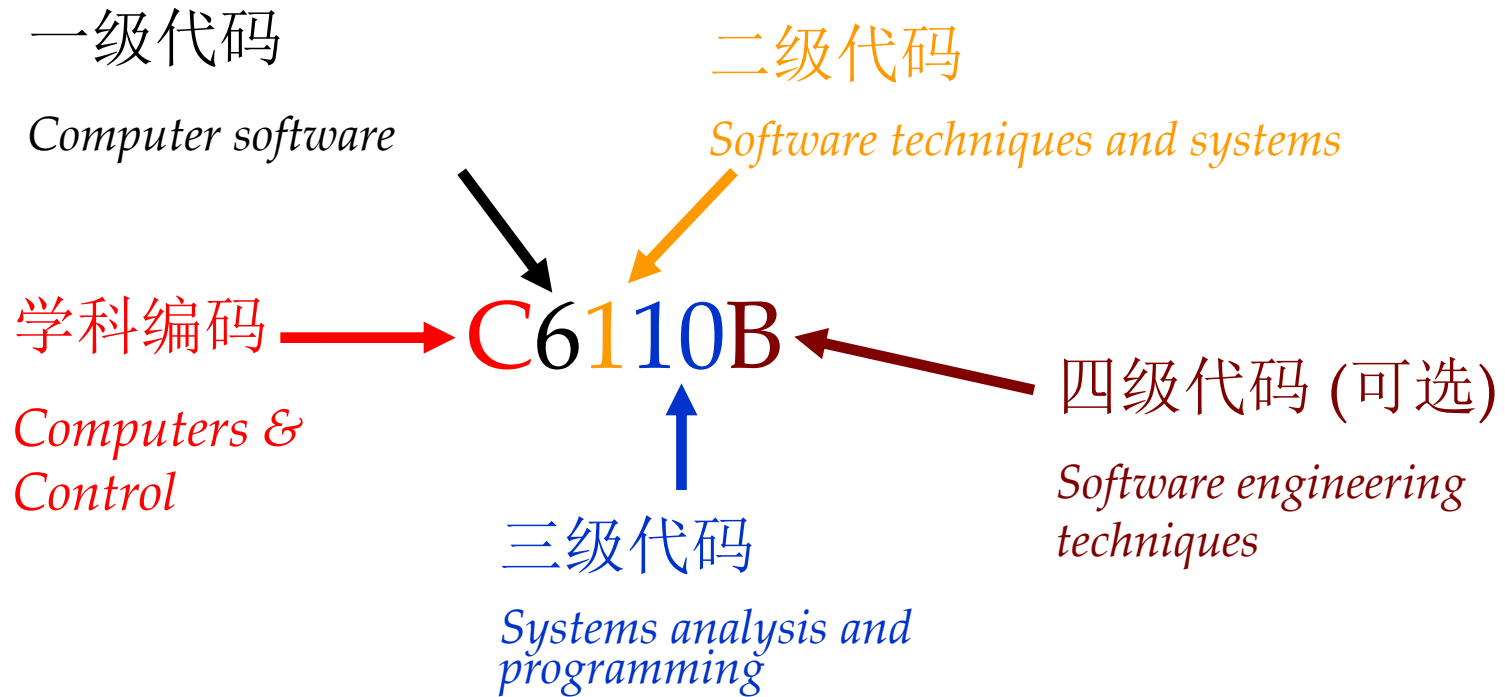 一级代码
Computer software
二级代码
Software techniques and systems
学科编码
Computers &
Control
C6110B
四级代码 (可选)
Software engineering
techniques
三级代码
Systems analysis and
programming